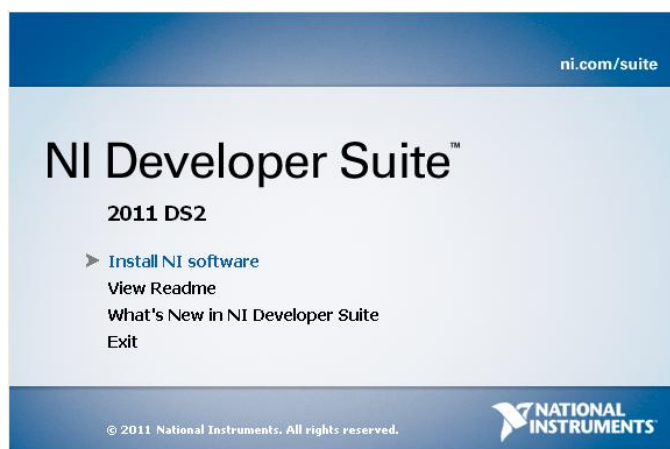 ni.com/suite
NI Developer Suite™
2011 DS2
Install NI software
View Readme
What's New in NI Developer Suite
Exit
© 2011 National Instruments. All rights reserved.
NATIONAL
INSTRUMENTS